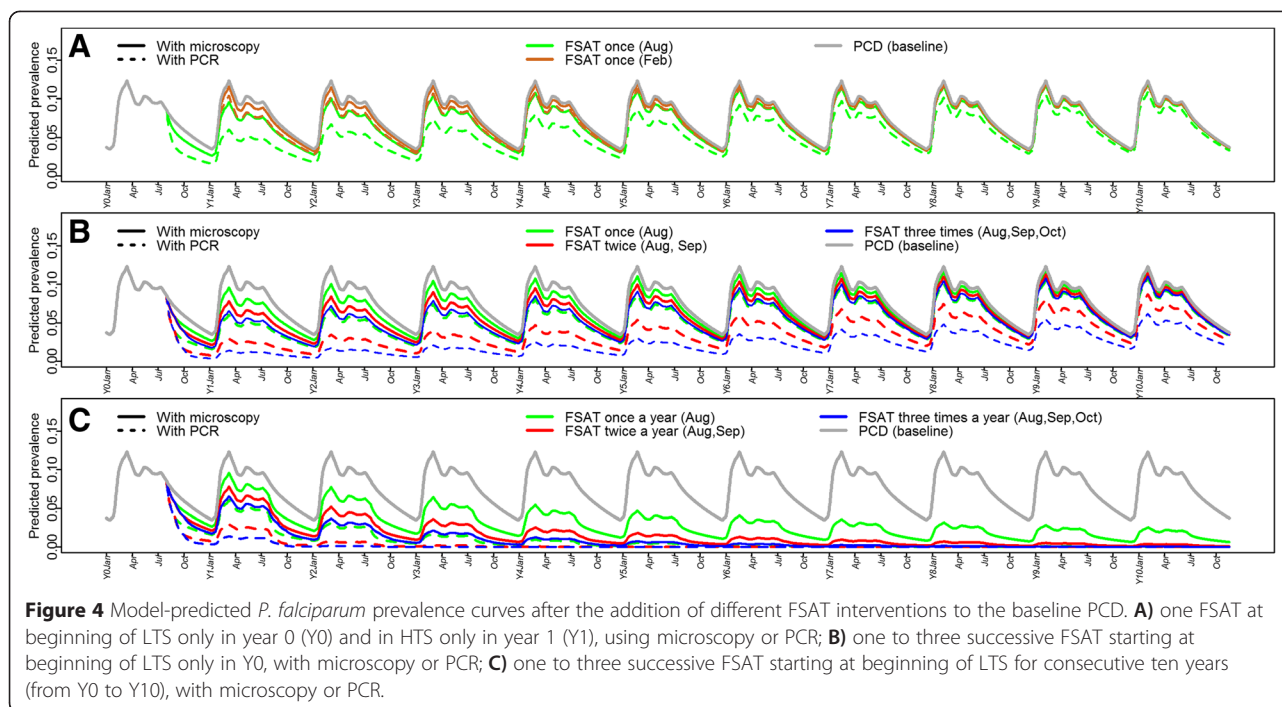 A
With microscopy
With PCR
FSAT once (Aug)
FSAT once (Feb)
PCD (baseline)
Predicted prevalence
0.00 0.05 0.10 0.15
Y0Jan Apr Jul Oct Y1Jan Apr Jul Oct Y2Jan Apr Jul Oct Y3Jan Apr Jul Oct Y4Jan Apr Jul Oct Y5Jan Apr Jul Oct Y6Jan Apr Jul Oct Y7Jan Apr Jul Oct Y8Jan Apr Jul Oct Y9Jan Apr Jul Oct Y10Jan Apr Jul Oct
B
With microscopy
With PCR
FSAT once (Aug)
FSAT twice (Aug, Sep)
FSAT three times (Aug,Sep,Oct)
PCD (baseline)
Predicted prevalence
0.00 0.05 0.10 0.15
Y0Jan Apr Jul Oct Y1Jan Apr Jul Oct Y2Jan Apr Jul Oct Y3Jan Apr Jul Oct Y4Jan Apr Jul Oct Y5Jan Apr Jul Oct Y6Jan Apr Jul Oct Y7Jan Apr Jul Oct Y8Jan Apr Jul Oct Y9Jan Apr Jul Oct Y10Jan Apr Jul Oct
C
With microscopy
With PCR
FSAT once a year (Aug)
FSAT twice a year (Aug,Sep)
FSAT three times a year (Aug,Sep,Oct)
PCD (baseline)
Predicted prevalence
0.00 0.05 0.10 0.15
Y0Jan Apr Jul Oct Y1Jan Apr Jul Oct Y2Jan Apr Jul Oct Y3Jan Apr Jul Oct Y4Jan Apr Jul Oct Y5Jan Apr Jul Oct Y6Jan Apr Jul Oct Y7Jan Apr Jul Oct Y8Jan Apr Jul Oct Y9Jan Apr Jul Oct Y10Jan Apr Jul Oct
Figure 4 Model-predicted P. falciparum prevalence curves after the addition of different FSAT interventions to the baseline PCD. A) one FSAT at
beginning of LTS only in year 0 (Y0) and in HTS only in year 1 (Y1), using microscopy or PCR; B) one to three successive FSAT starting at
beginning of LTS only in Y0, with microscopy or PCR; C) one to three successive FSAT starting at beginning of LTS for consecutive ten years
(from Y0 to Y10), with microscopy or PCR.